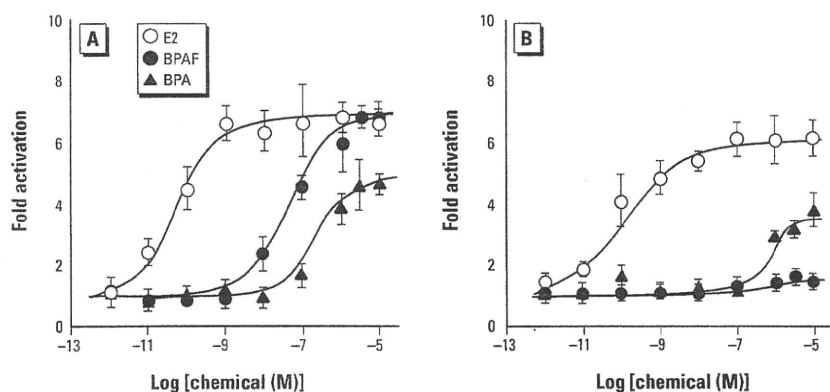 A
E2
BPAF
BPA
Fold activation
10
8
6
4
2
0
−13 −11 −9 −7 −5
Log [chemical (M)]
B
Fold activation
10
8
6
4
2
0
−13 −11 −9 −7 −5
Log [chemical (M)]